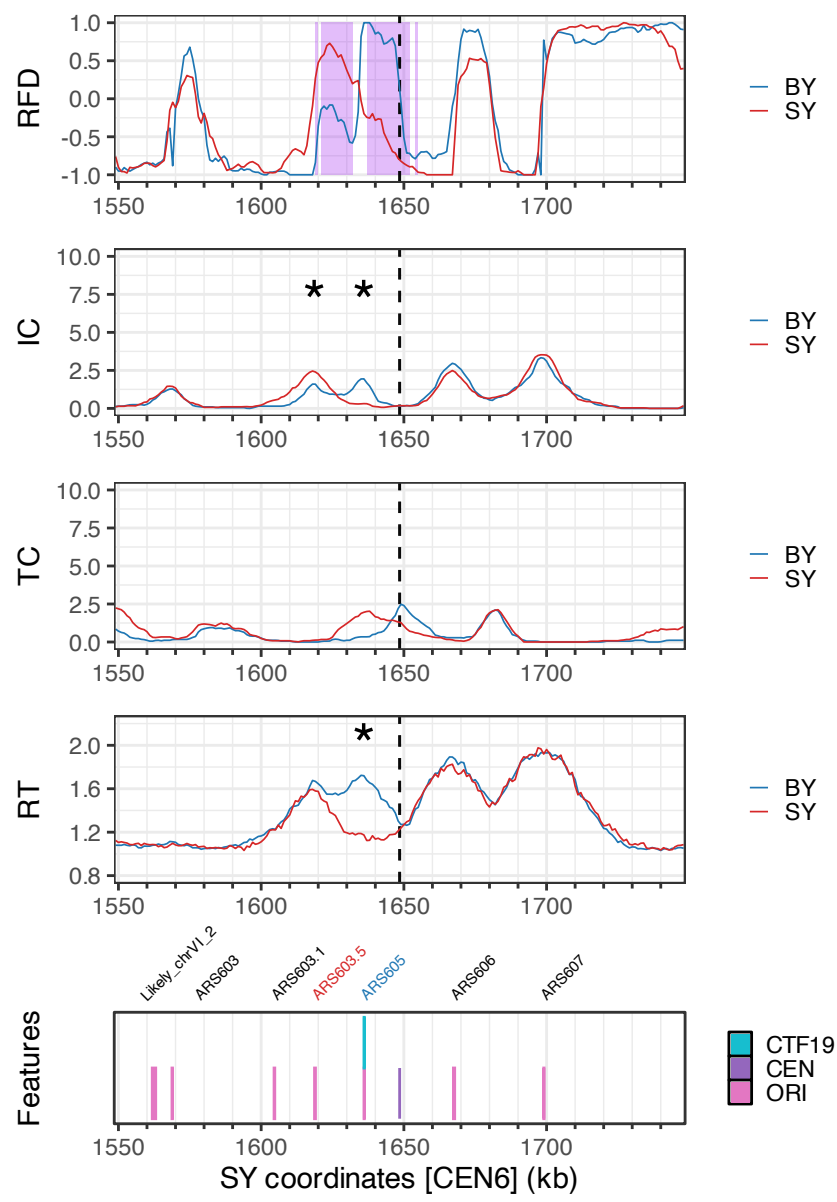 RFD
1.0
0.5
0.0
-0.5
-1.0
1550 1600 1650 1700
BY
SY
IC
10.0
7.5
5.0
2.5
0.0
* *
1550 1600 1650 1700
BY
SY
TC
10.0
7.5
5.0
2.5
0.0
1550 1600 1650 1700
BY
SY
RT
2.0
1.6
1.2
0.8
*
1550 1600 1650 1700
BY
SY
Likely_chrVI_2 ARS603 ARS603.1 ARS603.5 ARS605 ARS606 ARS607
Features
CTF19
CEN
ORI
1550 1600 1650 1700
SY coordinates [CEN6] (kb)